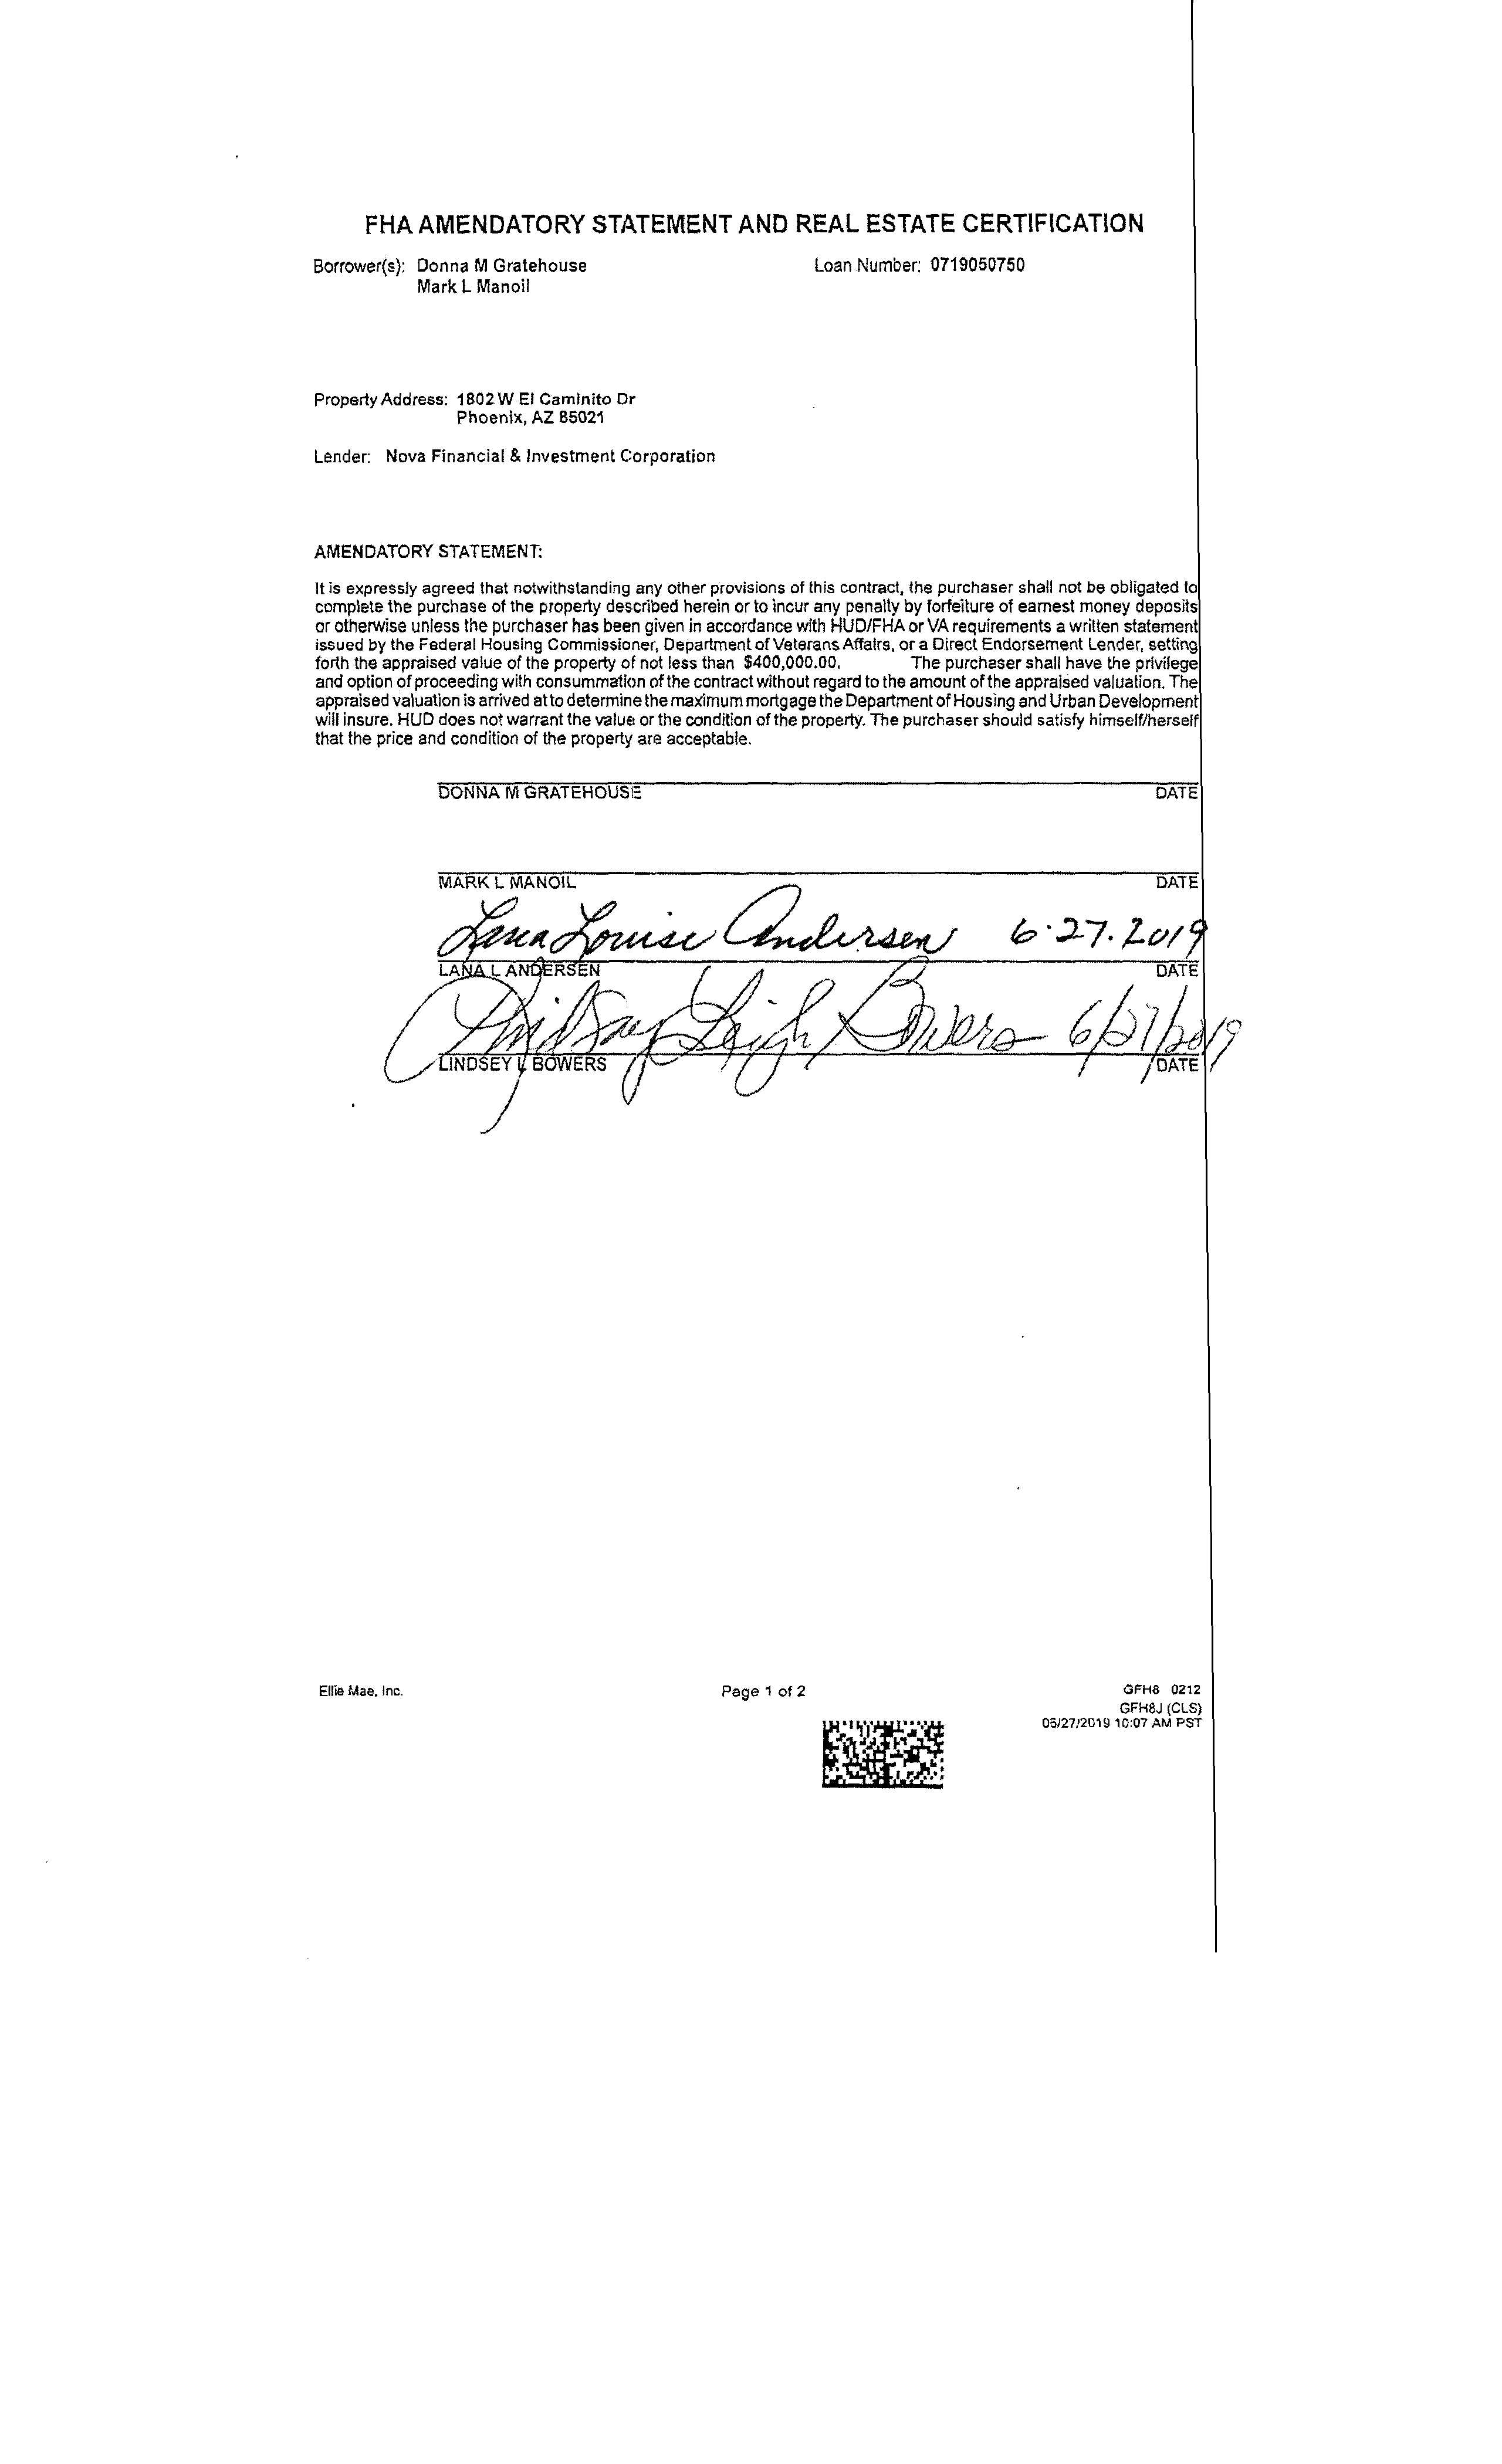 FHA AMENDATORY STATEMENT AND REAL ESTATE CERTIFICATION
Borrower(s): Donna M Gratehouse Loan Number: 0719050750
Mark L Manoil
Property Address: 1802 W El Caminito Dr
Phoenix, AZ 85021
Lender: Nova Financial & Investment Corporation
AMENDATORY STATEMENT:
It is expressly agreed that notwithstanding any other provisions of this contract, the purchaser shall not be obligated to
complete the purchase of the property described herein or to incur any penalty by forfeiture of earnest money deposits
or otherwise unless the purchaser has been given in accordance with HUD/FHA or VA requirements a written statement
issued by the Federal Housing Commissioner, Department of Veterans Affairs, or a Direct Endorsement Lender, setting
forth the appraised value of the property of not less than $400,000.00. The purchaser shall have the privilege
and option of proceeding with consummation of the contract without regard to the amount of the appraised valuation. The
appraised valuation is arrived at to determine the maximum mortgage the Department of Housing and Urban Development
will insure. HUD does not warrant the value or the condition of the property. The purchaser should satisfy himself/herself
that the price and condition of the property are acceptable.
DONNA M GRATEHOUSE DATE
MARK L MANOIL DATE
Lana Louise Andersen 6.27.2019
LANA L ANDERSEN DATE
Lindsey Leigh Bowers 6/27/2019
LINDSEY L BOWERS DATE
Ellie Mae, Inc. Page 1 of 2 GFH8 0212
GFH8J (CLS)
06/27/2019 10:07 AM PST